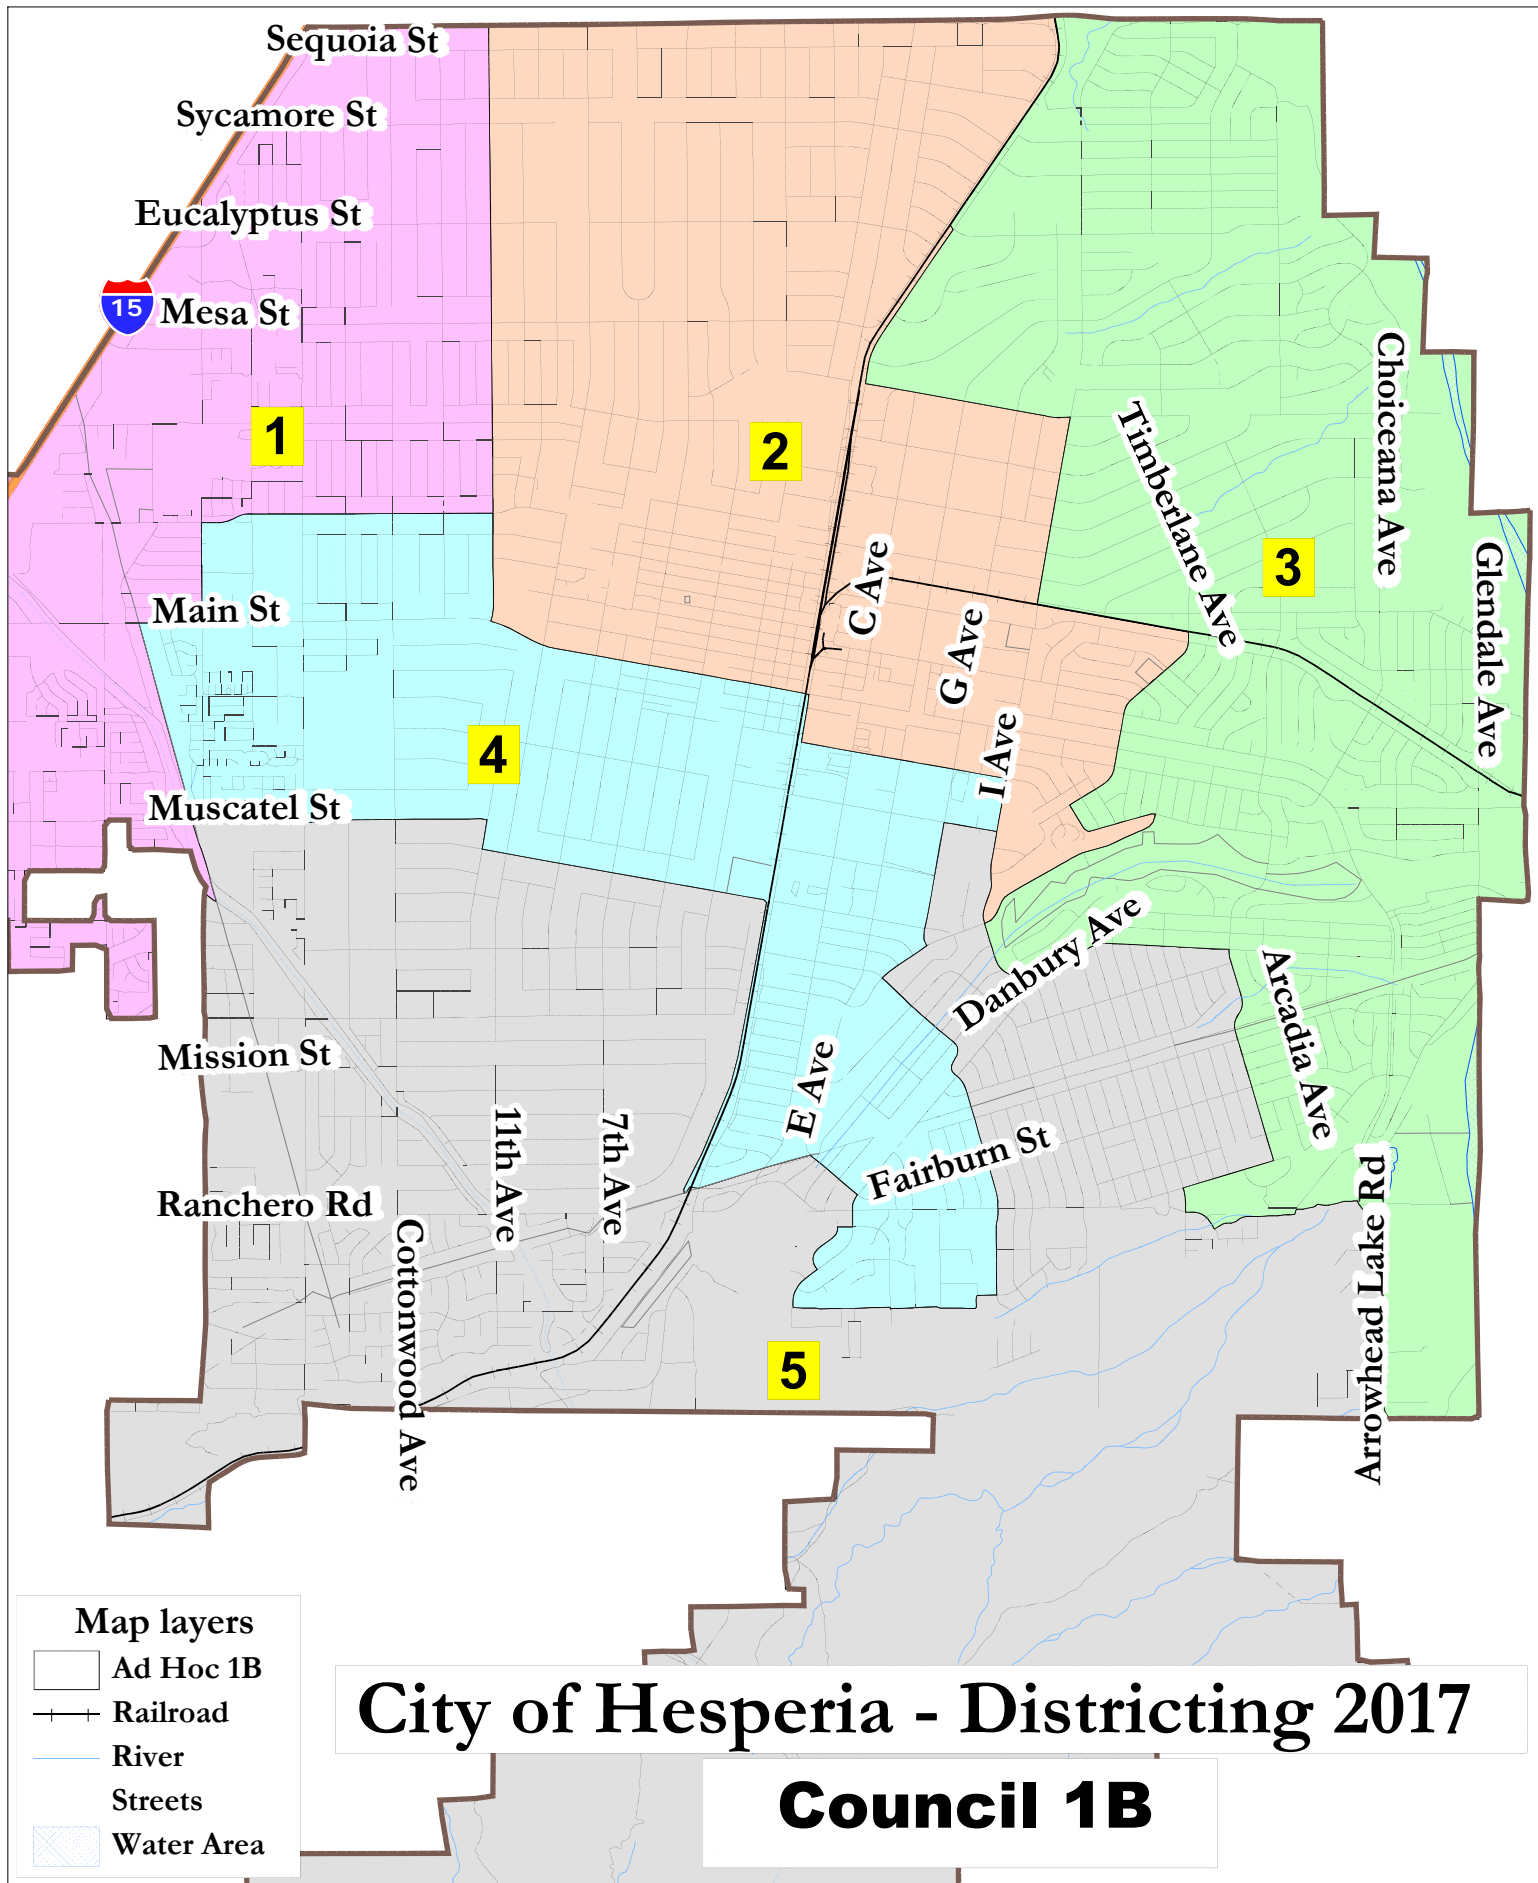 Sequoia St
Sycamore St
Eucalyptus St
15
Mesa St
Choiceana Ave
1
2
Timberlane Ave
3
C Ave
Glendale Ave
Main St
G Ave
I Ave
4
Muscatel St
Danbury Ave
Arcadia Ave
Mission St
E Ave
11th Ave
7th Ave
Fairburn St
Ranchero Rd
Arrowhead Lake Rd
Cottonwood Ave
5
Map layers
Ad Hoc 1B
Railroad
River
Streets
Water Area
City of Hesperia - Districting 2017
Council 1B